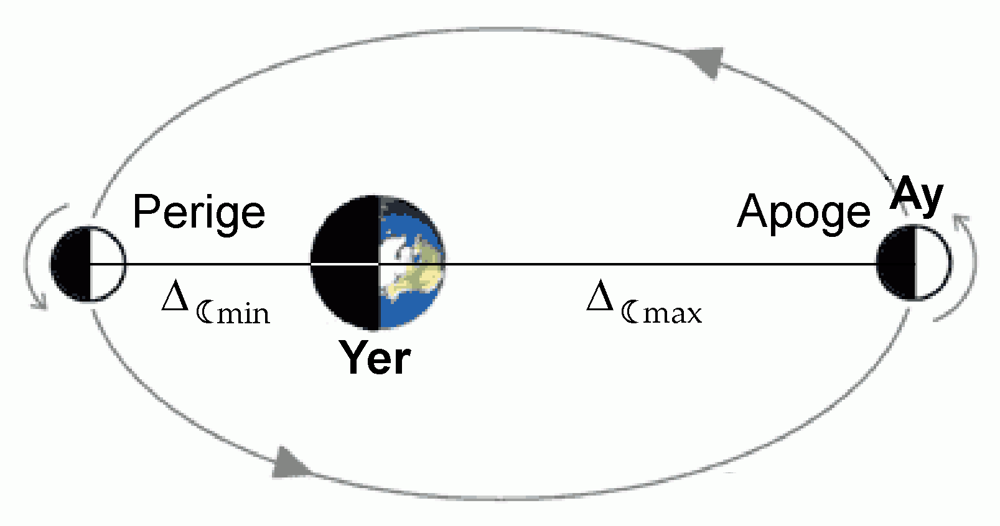 Ay
Perige
Apoge
Δ☾min
Δ☾max
Yer